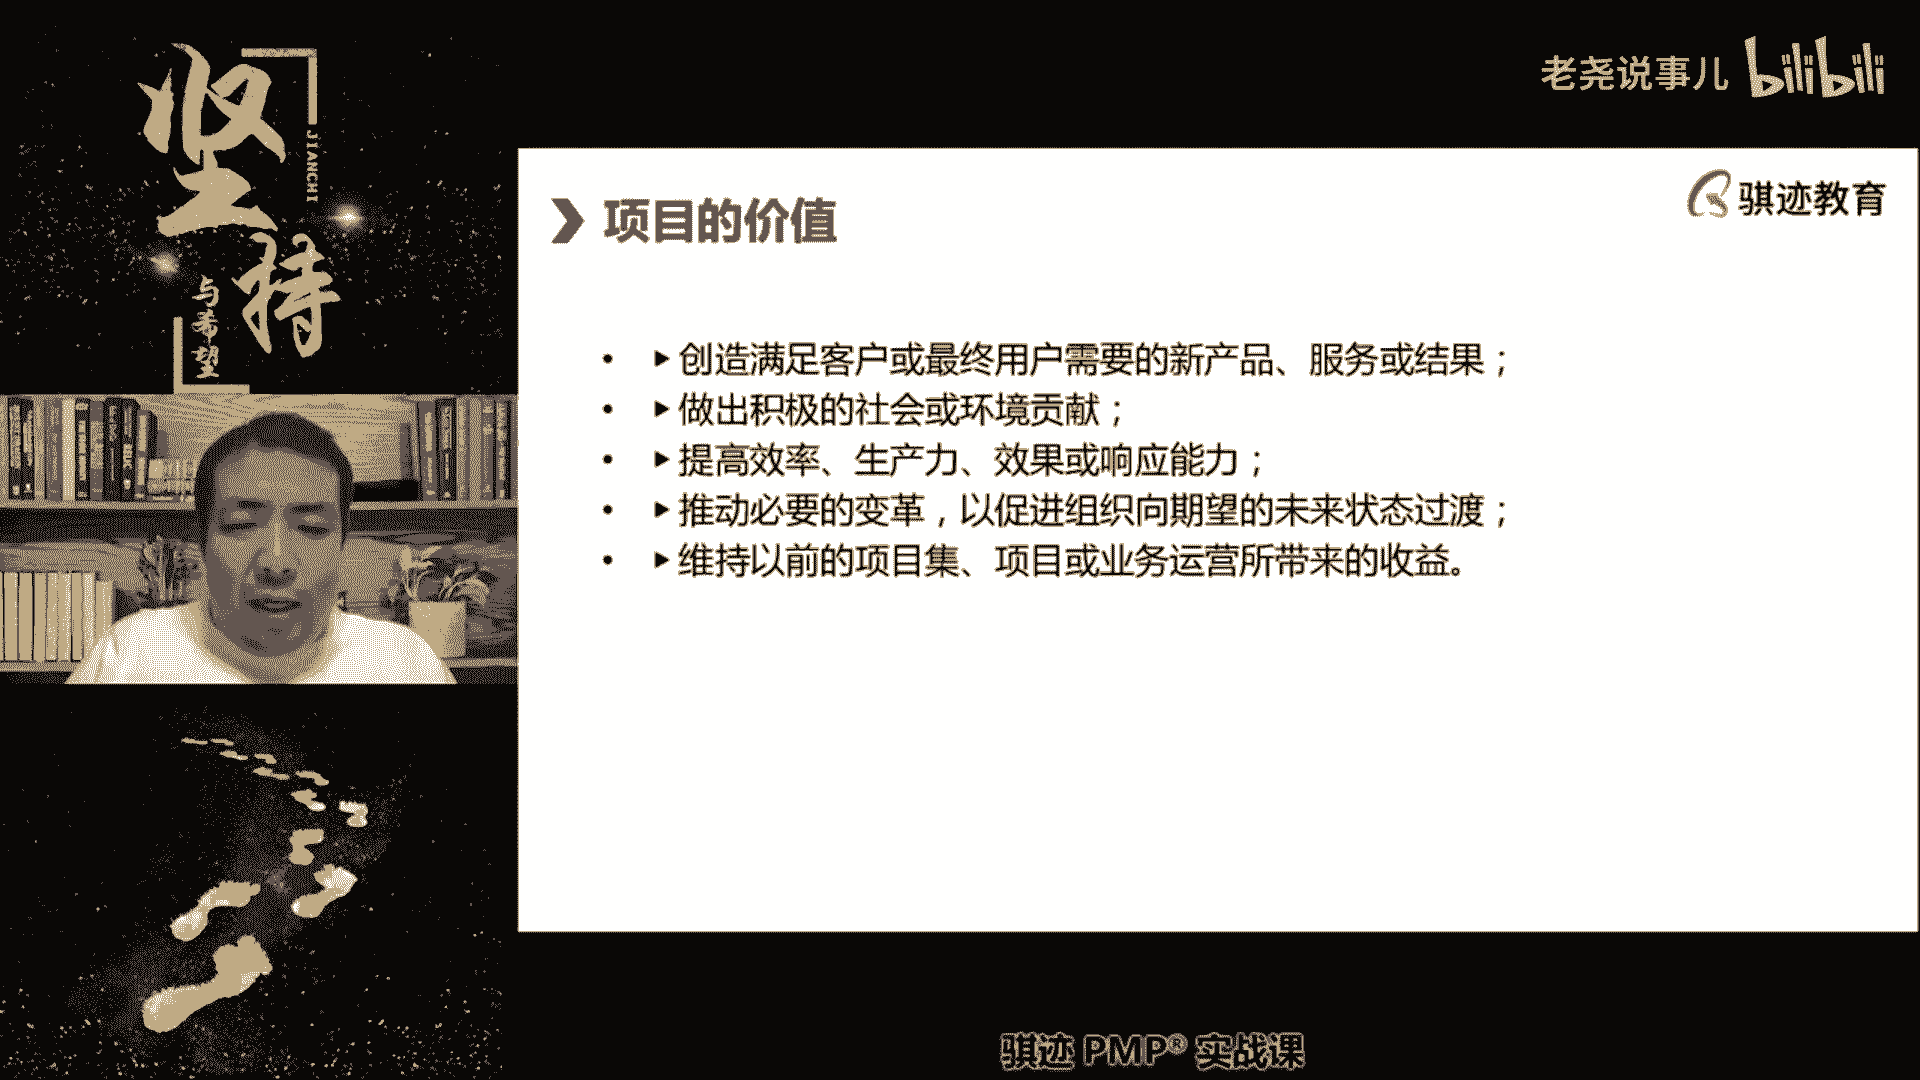 坚持
JIANCHI
与希望
老尧说事儿 bilibili
骐迹教育
项目的价值
• ▶创造满足客户或最终用户需要的新产品、服务或结果；
• ▶做出积极的社会或环境贡献；
• ▶提高效率、生产力、效果或响应能力；
• ▶推动必要的变革，以促进组织向期望的未来状态过渡；
• ▶维持以前的项目集、项目或业务运营所带来的收益。
骐迹 PMP® 实战课